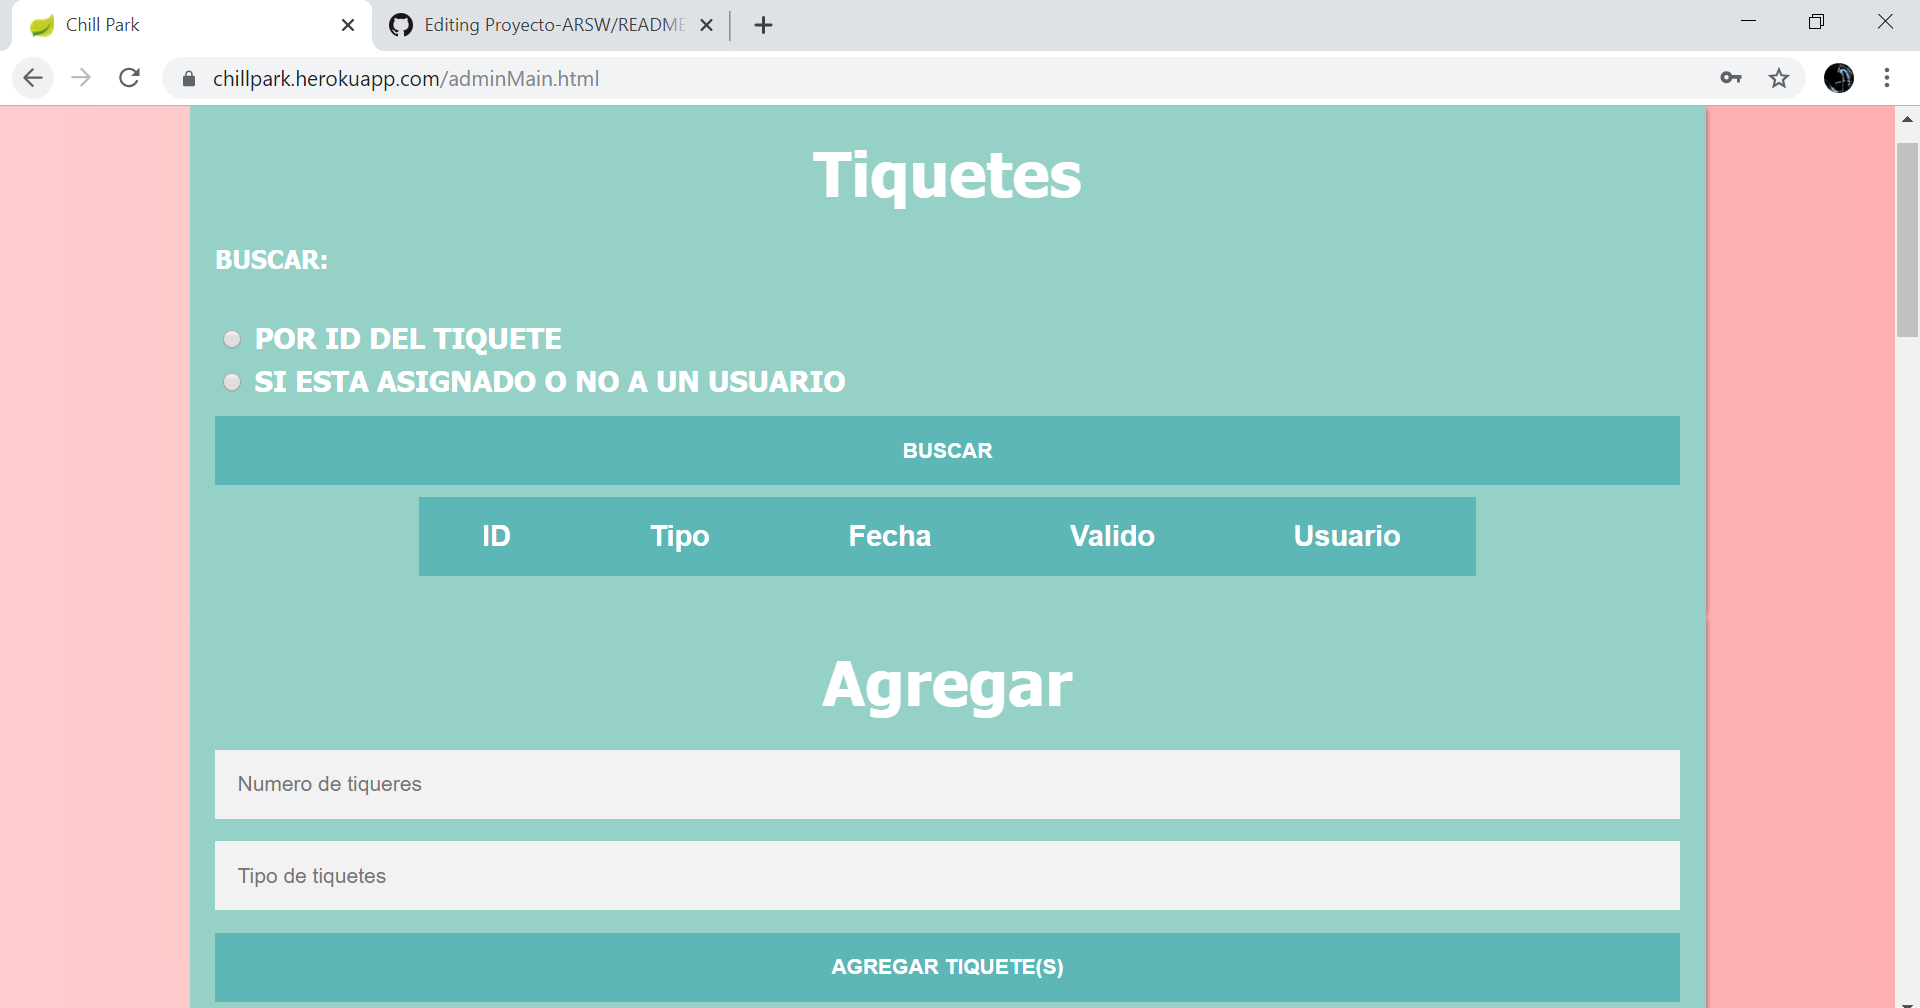 Chill Park
Editing Proyecto-ARSW/README
chillpark.herokuapp.com/adminMain.html
Tiquetes
BUSCAR:
POR ID DEL TIQUETE
SI ESTA ASIGNADO O NO A UN USUARIO
BUSCAR
ID Tipo Fecha Valido Usuario
Agregar
Numero de tiqueres
Tipo de tiquetes
AGREGAR TIQUETE(S)